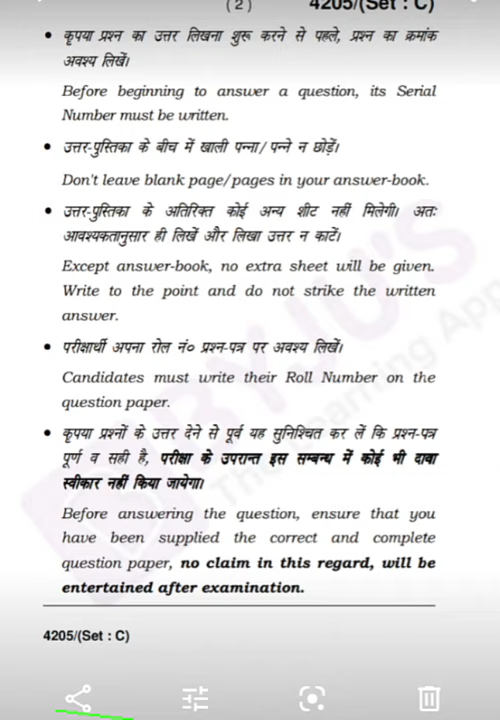 ( 2 ) 4205/(Set : C)
• कृपया प्रश्न का उत्तर लिखना शुरू करने से पहले, प्रश्न का क्रमांक
अवश्य लिखें।
Before beginning to answer a question, its Serial
Number must be written.
• उत्तर-पुस्तिका के बीच में खाली पन्ना/ पन्ने न छोड़ें।
Don't leave blank page/pages in your answer-book.
• उत्तर-पुस्तिका के अतिरिक्त कोई अन्य शीट नहीं मिलेगी। अतः
आवश्यकतानुसार ही लिखें और लिखा उत्तर न काटें।
Except answer-book, no extra sheet will be given.
Write to the point and do not strike the written
answer.
• परीक्षार्थी अपना रोल नं० प्रश्न-पत्र पर अवश्य लिखें।
Candidates must write their Roll Number on the
question paper.
• कृपया प्रश्नों के उत्तर देने से पूर्व यह सुनिश्चित कर लें कि प्रश्न-पत्र
पूर्ण व सही है, परीक्षा के उपरान्त इस सम्बन्ध में कोई भी दावा
स्वीकार नहीं किया जायेगा।
Before answering the question, ensure that you
have been supplied the correct and complete
question paper, no claim in this regard, will be
entertained after examination.
4205/(Set : C)
BYJU'S
The Learning App